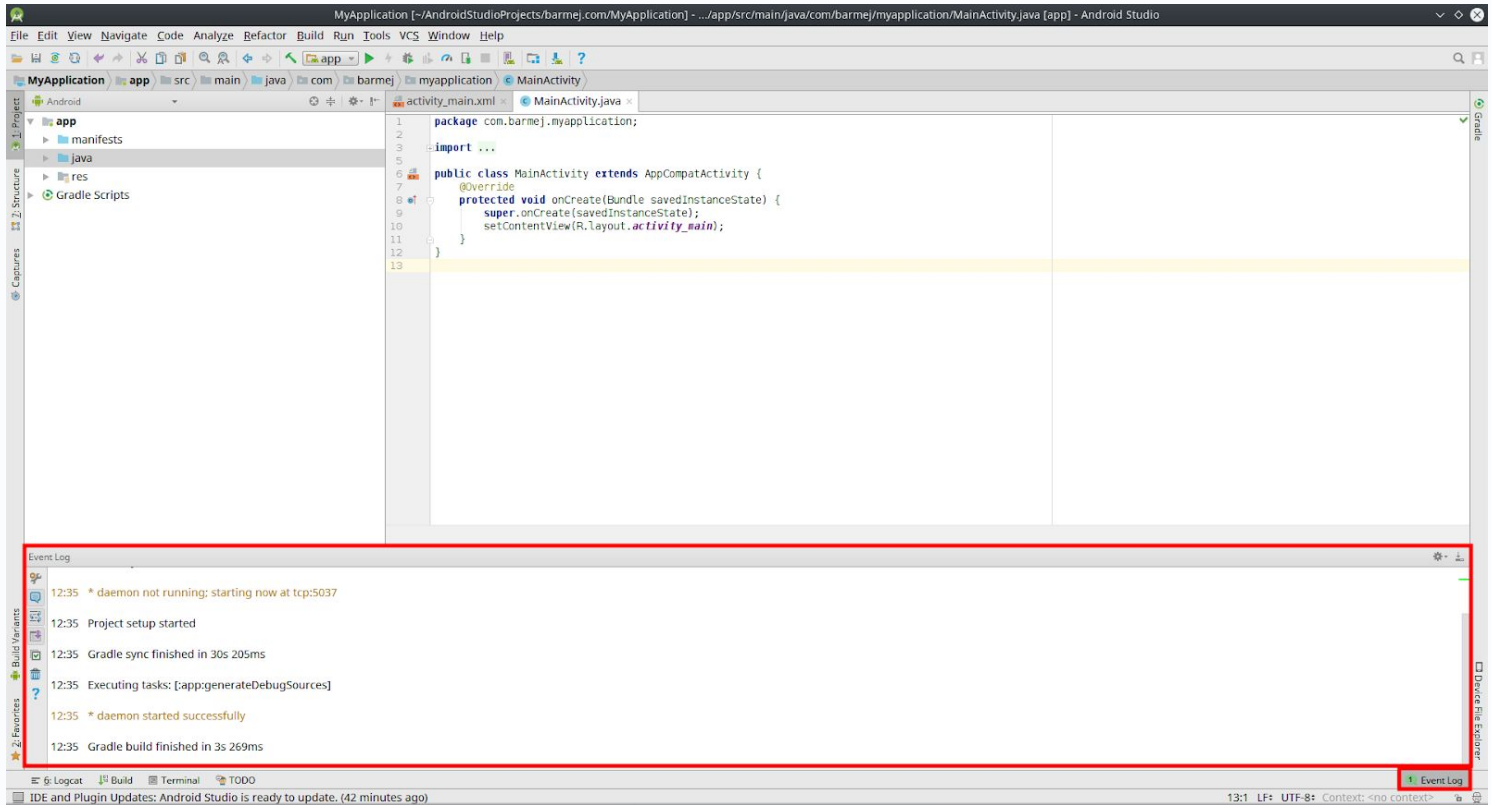 MyApplication [~/AndroidStudioProjects/barmej.com/MyApplication] - .../app/src/main/java/com/barmej/myapplication/MainActivity.java [app] - Android Studio
File Edit View Navigate Code Analyze Refactor Build Run Tools VCS Window Help
app
MyApplication app src main java com barmej myapplication MainActivity
1: Project
7: Structure
Captures
Build Variants
2: Favorites
Android
app
manifests
java
res
Gradle Scripts
activity_main.xml × MainActivity.java ×
1 package com.barmej.myapplication;
2
3 import ...
5
6 public class MainActivity extends AppCompatActivity {
7 @Override
8 protected void onCreate(Bundle savedInstanceState) {
9 super.onCreate(savedInstanceState);
10 setContentView(R.layout.activity_main);
11 }
12 }
13
Gradle
Device File Explorer
Event Log
12:35 * daemon not running; starting now at tcp:5037
12:35 Project setup started
12:35 Gradle sync finished in 30s 205ms
12:35 Executing tasks: [:app:generateDebugSources]
12:35 * daemon started successfully
12:35 Gradle build finished in 3s 269ms
6: Logcat Build Terminal TODO 1 Event Log
IDE and Plugin Updates: Android Studio is ready to update. (42 minutes ago) 13:1 LF÷ UTF-8÷ Context: <no context>